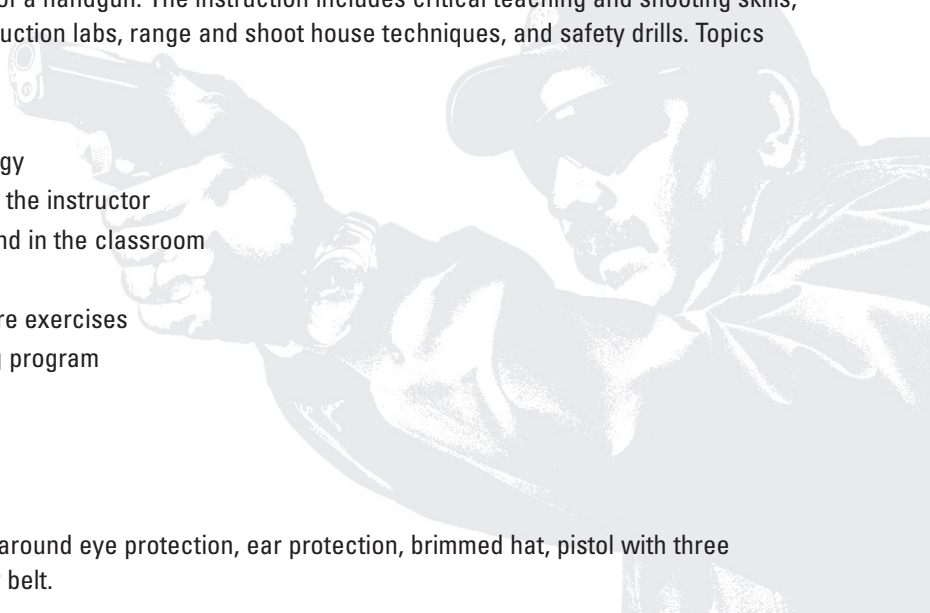 of a handgun. The instruction includes critical teaching and shooting skills,
uction labs, range and shoot house techniques, and safety drills. Topics
gy
the instructor
nd in the classroom
re exercises
g program
around eye protection, ear protection, brimmed hat, pistol with three
belt.